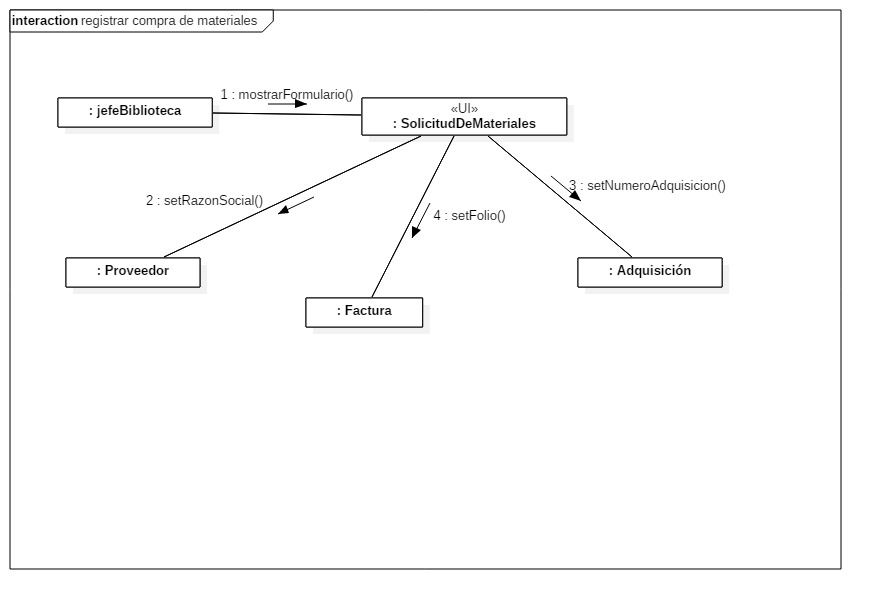 interaction registrar compra de materiales
1 : mostrarFormulario()
: jefeBiblioteca
«UI»
: SolicitudDeMateriales
2 : setRazonSocial()
3 : setNumeroAdquisicion()
4 : setFolio()
: Proveedor
: Adquisición
: Factura